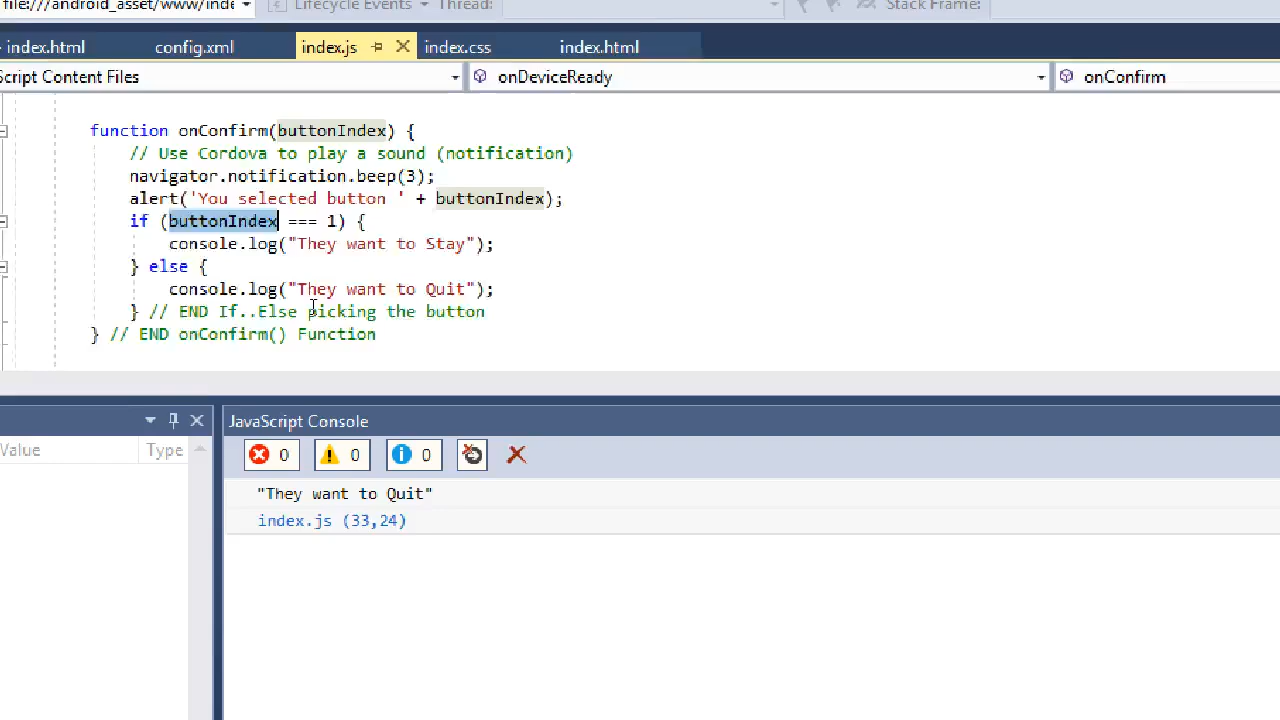 file:///android_asset/www/inde Lifecycle Events Thread: Stack Frame:
index.html config.xml index.js index.css index.html
Script Content Files onDeviceReady onConfirm
function onConfirm(buttonIndex) {
// Use Cordova to play a sound (notification)
navigator.notification.beep(3);
alert('You selected button ' + buttonIndex);
if (buttonIndex === 1) {
console.log("They want to Stay");
} else {
console.log("They want to Quit");
} // END If..Else picking the button
} // END onConfirm() Function
JavaScript Console
Value Type
0 0 0
"They want to Quit"
index.js (33,24)